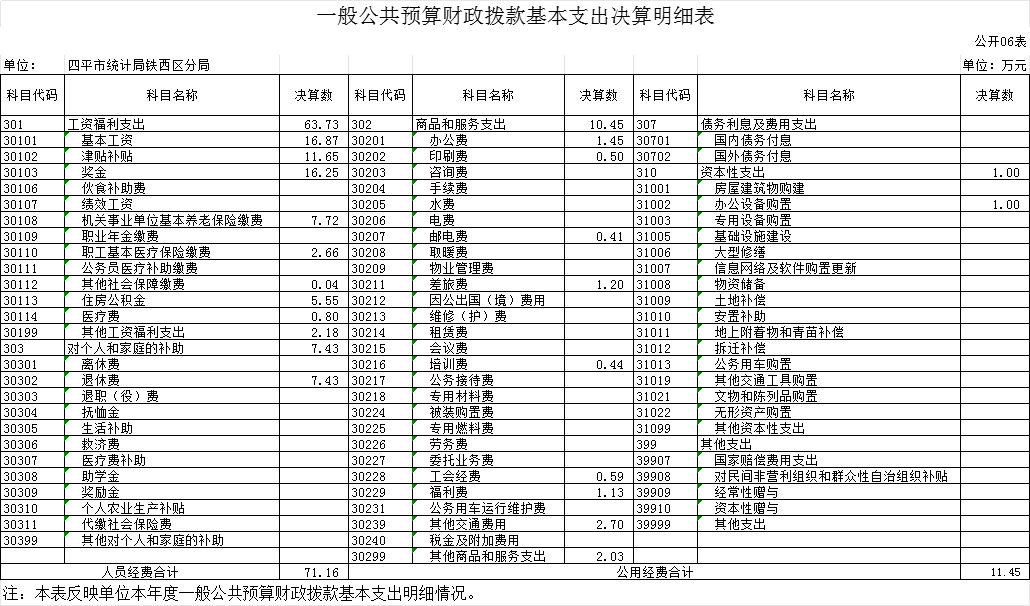 一般公共预算财政拨款基本支出决算明细表
公开06表
单位： 四平市统计局铁西区分局 单位：万元
科目代码 科目名称 决算数 科目代码 科目名称 决算数 科目代码 科目名称 决算数
301 工资福利支出 63.73 302 商品和服务支出 10.45 307 债务利息及费用支出
30101 基本工资 16.87 30201 办公费 1.45 30701 国内债务付息
30102 津贴补贴 11.65 30202 印刷费 0.50 30702 国外债务付息
30103 奖金 16.25 30203 咨询费 310 资本性支出 1.00
30106 伙食补助费 30204 手续费 31001 房屋建筑物购建
30107 绩效工资 30205 水费 31002 办公设备购置 1.00
30108 机关事业单位基本养老保险缴费 7.72 30206 电费 31003 专用设备购置
30109 职业年金缴费 30207 邮电费 0.41 31005 基础设施建设
30110 职工基本医疗保险缴费 2.66 30208 取暖费 31006 大型修缮
30111 公务员医疗补助缴费 30209 物业管理费 31007 信息网络及软件购置更新
30112 其他社会保障缴费 0.04 30211 差旅费 1.20 31008 物资储备
30113 住房公积金 5.55 30212 因公出国（境）费用 31009 土地补偿
30114 医疗费 0.80 30213 维修（护）费 31010 安置补助
30199 其他工资福利支出 2.18 30214 租赁费 31011 地上附着物和青苗补偿
303 对个人和家庭的补助 7.43 30215 会议费 31012 拆迁补偿
30301 离休费 30216 培训费 0.44 31013 公务用车购置
30302 退休费 7.43 30217 公务接待费 31019 其他交通工具购置
30303 退职（役）费 30218 专用材料费 31021 文物和陈列品购置
30304 抚恤金 30224 被装购置费 31022 无形资产购置
30305 生活补助 30225 专用燃料费 31099 其他资本性支出
30306 救济费 30226 劳务费 399 其他支出
30307 医疗费补助 30227 委托业务费 39907 国家赔偿费用支出
30308 助学金 30228 工会经费 0.59 39908 对民间非营利组织和群众性自治组织补贴
30309 奖励金 30229 福利费 1.13 39909 经常性赠与
30310 个人农业生产补贴 30231 公务用车运行维护费 39910 资本性赠与
30311 代缴社会保险费 30239 其他交通费用 2.70 39999 其他支出
30399 其他对个人和家庭的补助 30240 税金及附加费用
30299 其他商品和服务支出 2.03
人员经费合计 71.16 公用经费合计 11.45
注：本表反映单位本年度一般公共预算财政拨款基本支出明细情况。